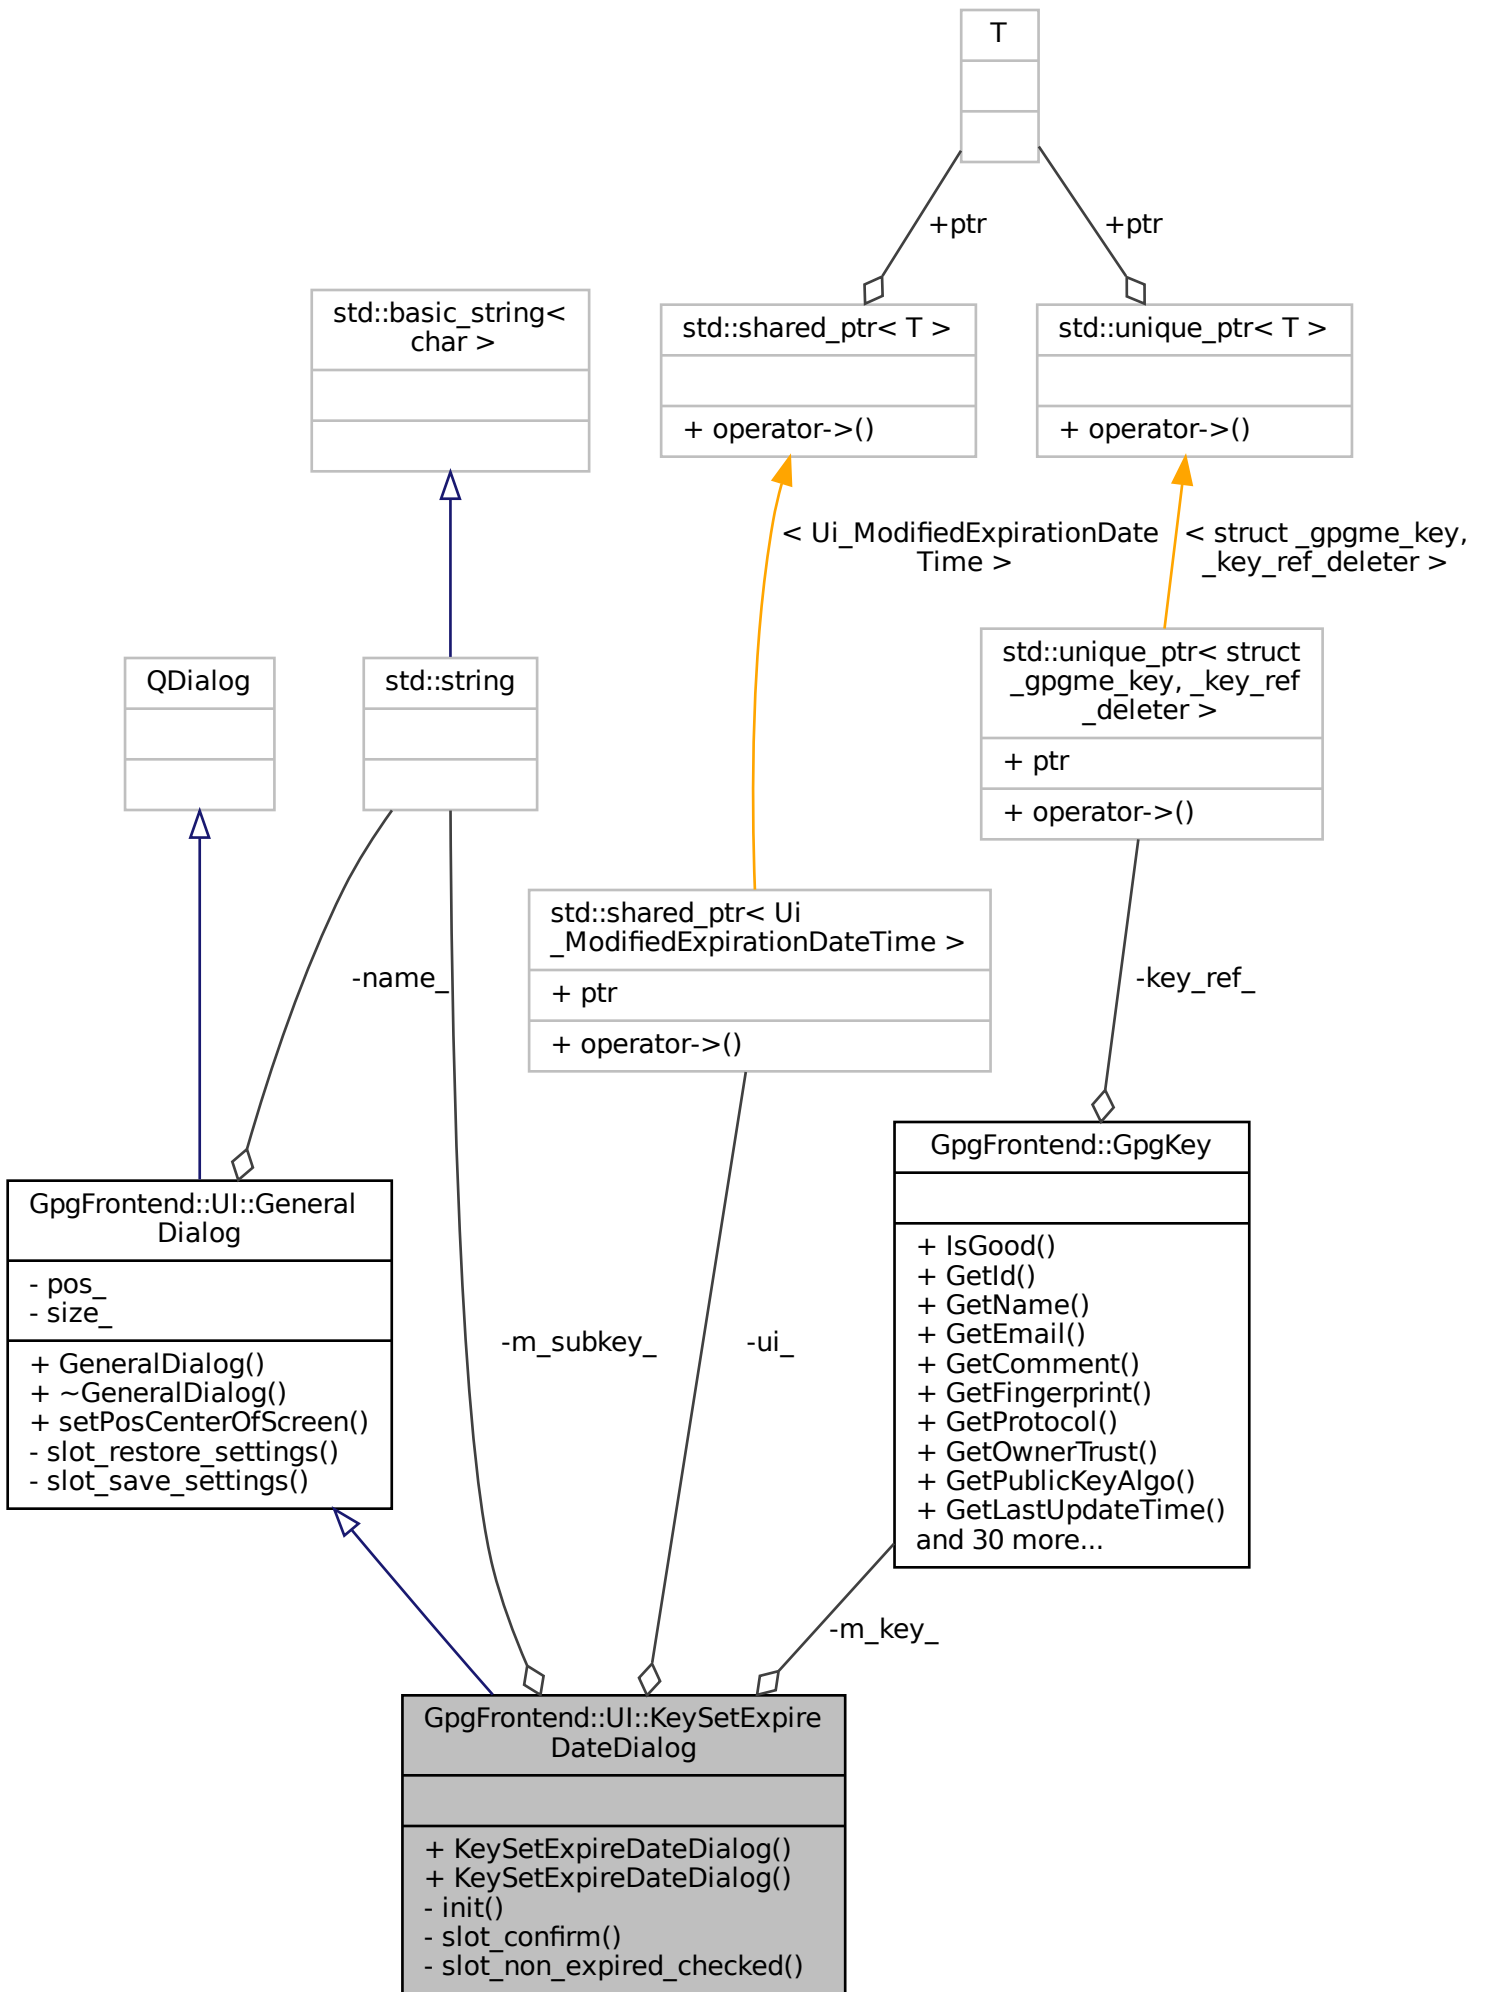 T
+ptr
+ptr
std::basic_string<
char >
std::shared_ptr< T >
+ operator->()
std::unique_ptr< T >
+ operator->()
< Ui_ModifiedExpirationDate
Time >
< struct _gpgme_key,
_key_ref_deleter >
QDialog
std::string
std::unique_ptr< struct
_gpgme_key, _key_ref
_deleter >
+ ptr
+ operator->()
std::shared_ptr< Ui
_ModifiedExpirationDateTime >
+ ptr
+ operator->()
-name_
-key_ref_
GpgFrontend::UI::General
Dialog
- pos_
- size_
+ GeneralDialog()
+ ~GeneralDialog()
+ setPosCenterOfScreen()
- slot_restore_settings()
- slot_save_settings()
-m_subkey_
-ui_
GpgFrontend::GpgKey
+ IsGood()
+ GetId()
+ GetName()
+ GetEmail()
+ GetComment()
+ GetFingerprint()
+ GetProtocol()
+ GetOwnerTrust()
+ GetPublicKeyAlgo()
+ GetLastUpdateTime()
and 30 more...
-m_key_
GpgFrontend::UI::KeySetExpire
DateDialog
+ KeySetExpireDateDialog()
+ KeySetExpireDateDialog()
- init()
- slot_confirm()
- slot_non_expired_checked()